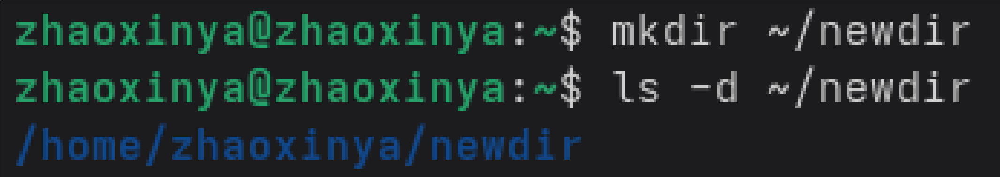 zhaoxinya@zhaoxinya:~$ mkdir ~/newdir
zhaoxinya@zhaoxinya:~$ ls -d ~/newdir
/home/zhaoxinya/newdir